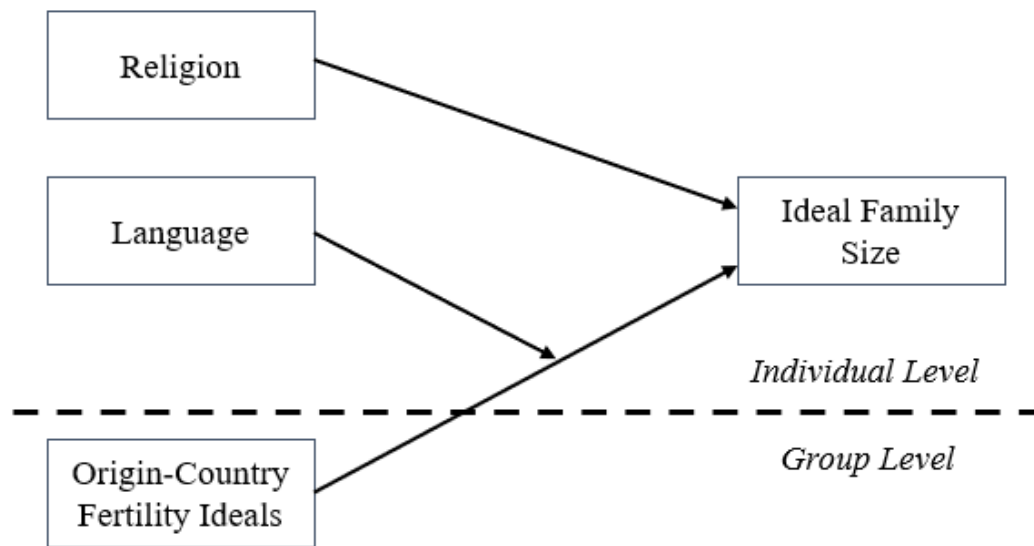 Religion
Language
Ideal Family
Size
Individual Level
Group Level
Origin-Country
Fertility Ideals